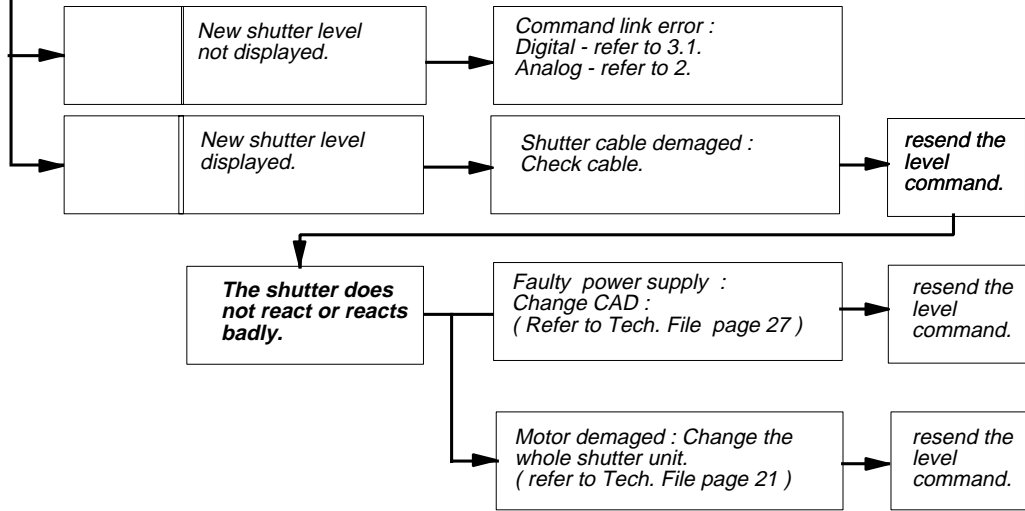 New shutter level
not displayed.
Command link error :
Digital - refer to 3.1.
Analog - refer to 2.
New shutter level
displayed.
Shutter cable demaged :
Check cable.
resend the
level
command.
The shutter does
not react or reacts
badly.
Faulty power supply :
Change CAD :
( Refer to Tech. File page 27 )
resend the
level
command.
Motor demaged : Change the
whole shutter unit.
( refer to Tech. File page 21 )
resend the
level
command.